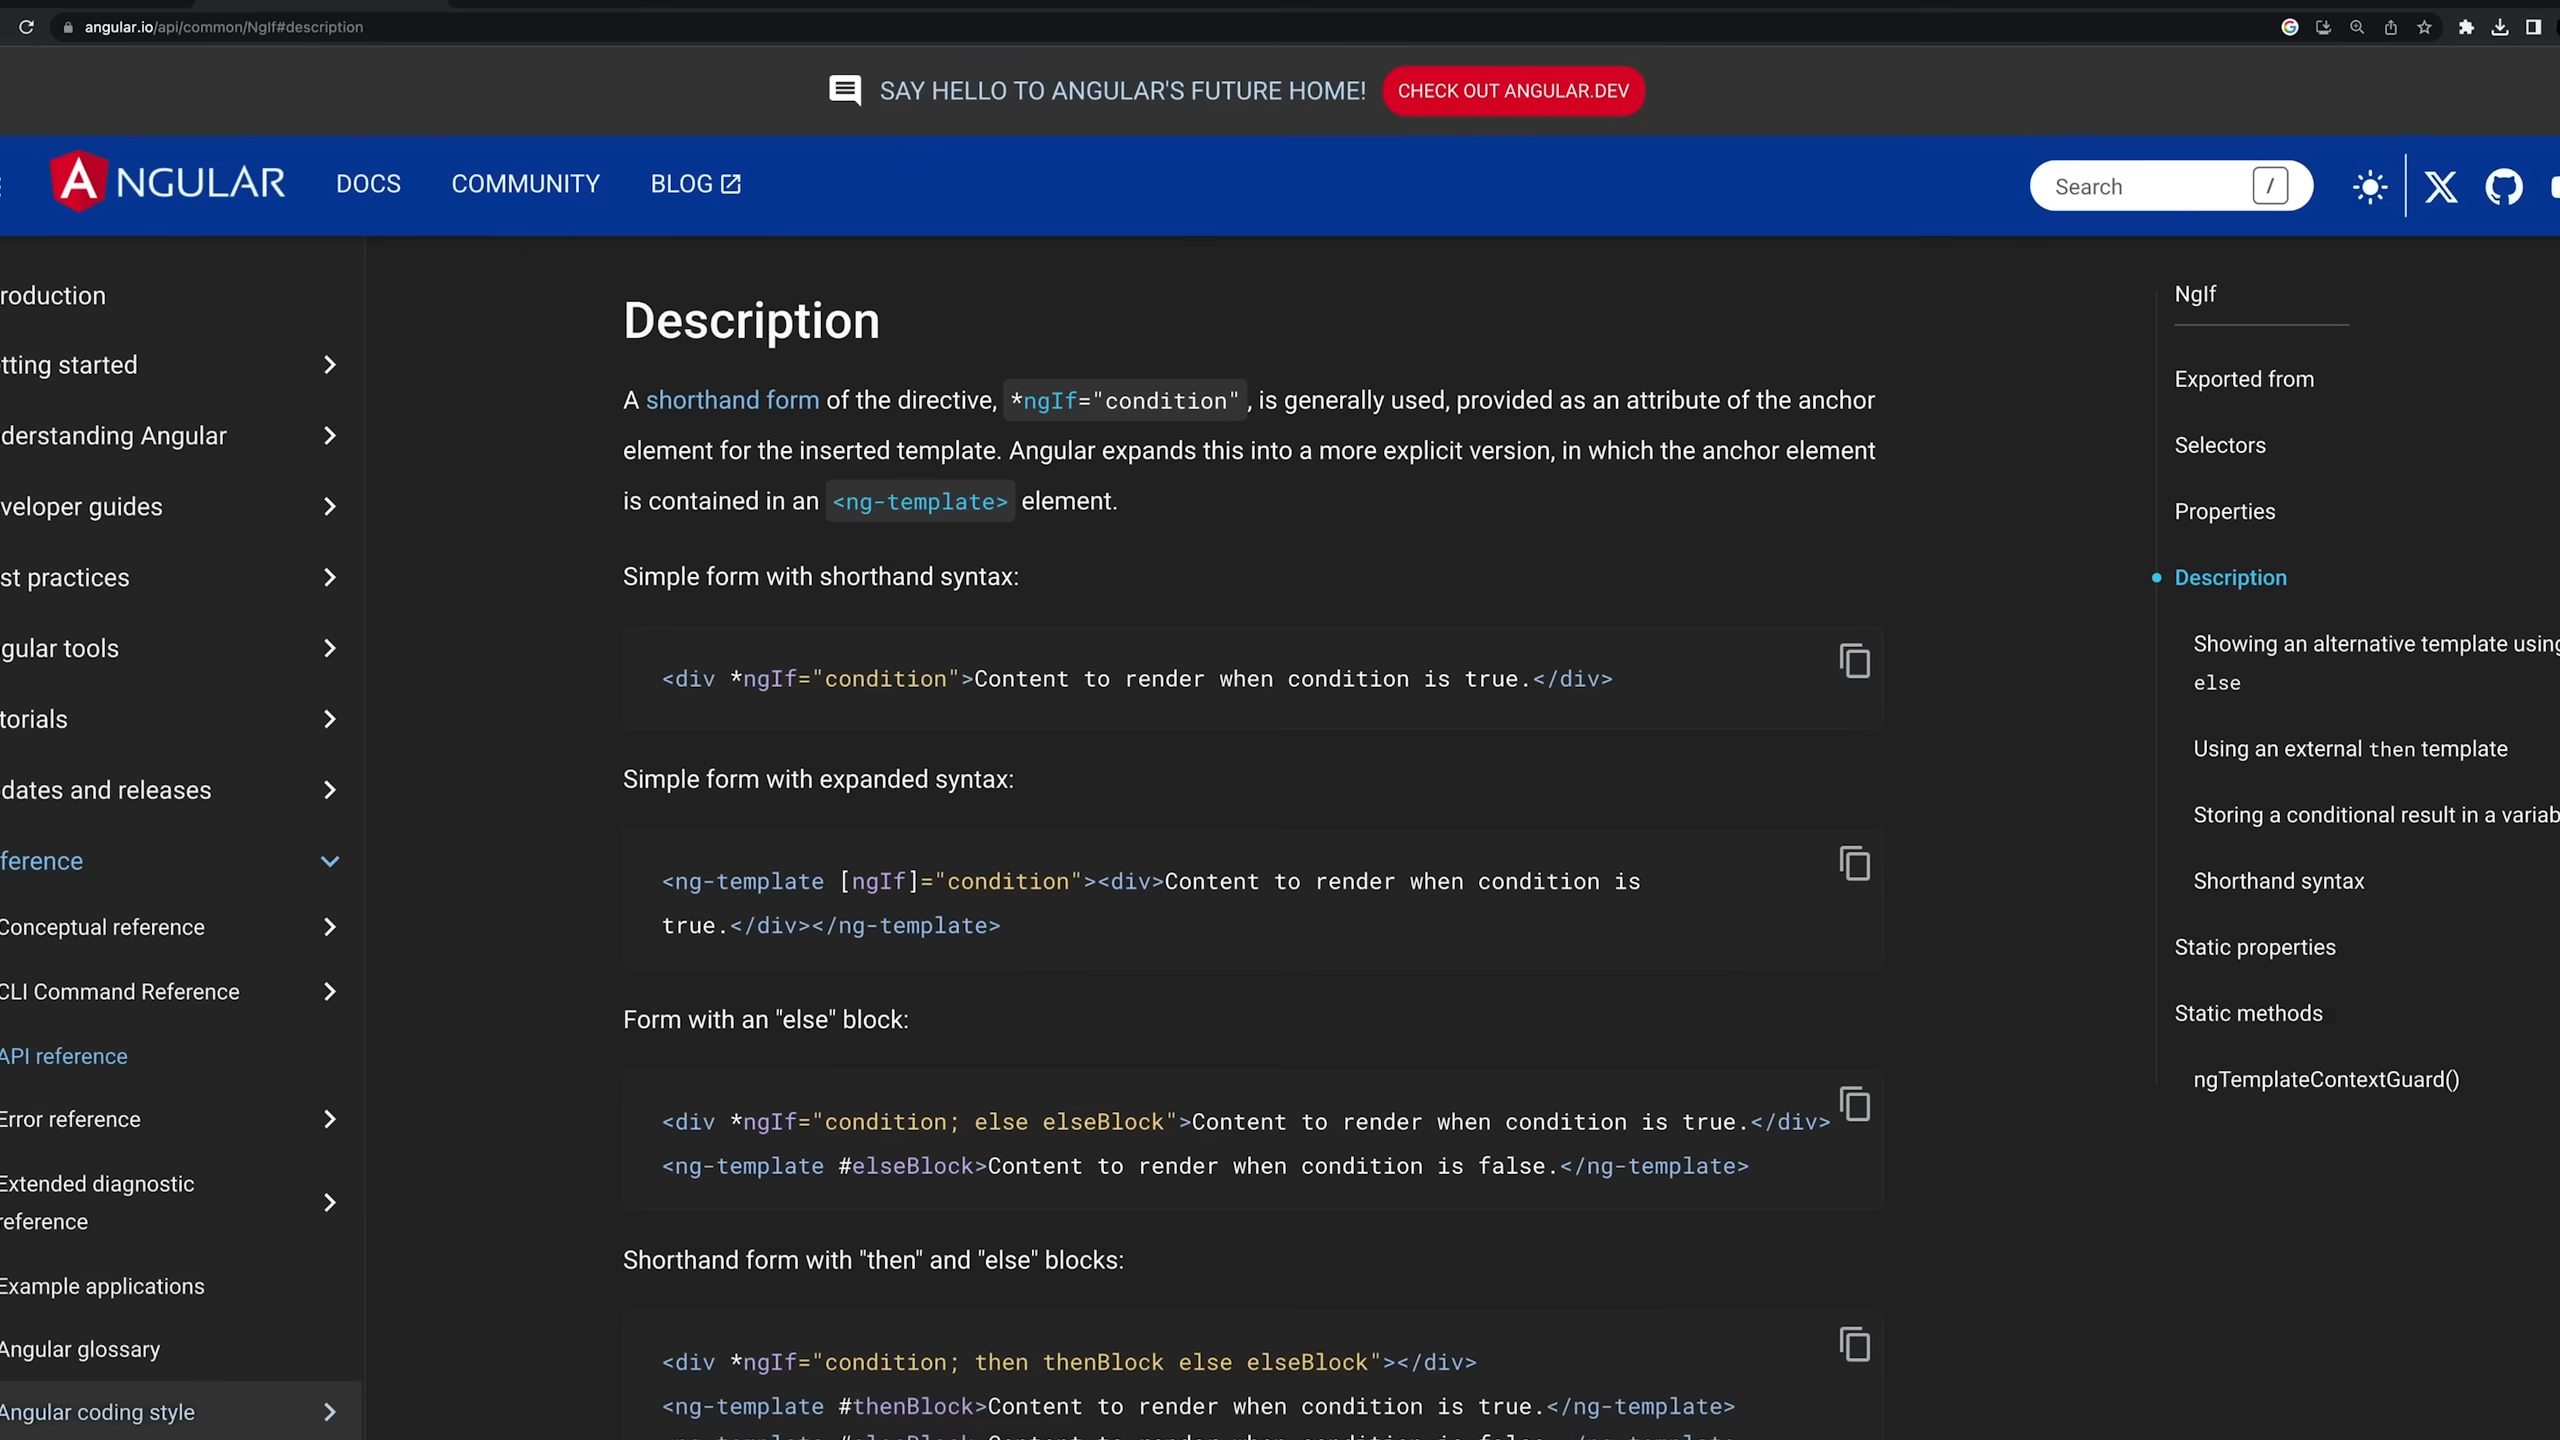 angular.io/api/common/NgIf#description
SAY HELLO TO ANGULAR'S FUTURE HOME!
CHECK OUT ANGULAR.DEV
ANGULAR
DOCS
COMMUNITY
BLOG
Search
/
roduction
tting started
derstanding Angular
veloper guides
st practices
gular tools
torials
dates and releases
ference
Conceptual reference
CLI Command Reference
API reference
Error reference
Extended diagnostic
reference
Example applications
Angular glossary
Angular coding style
Description
A shorthand form of the directive, *ngIf="condition", is generally used, provided as an attribute of the anchor
element for the inserted template. Angular expands this into a more explicit version, in which the anchor element
is contained in an <ng-template> element.
Simple form with shorthand syntax:
<div *ngIf="condition">Content to render when condition is true.</div>
Simple form with expanded syntax:
<ng-template [ngIf]="condition"><div>Content to render when condition is
true.</div></ng-template>
Form with an "else" block:
<div *ngIf="condition; else elseBlock">Content to render when condition is true.</div>
<ng-template #elseBlock>Content to render when condition is false.</ng-template>
Shorthand form with "then" and "else" blocks:
<div *ngIf="condition; then thenBlock else elseBlock"></div>
<ng-template #thenBlock>Content to render when condition is true.</ng-template>
NgIf
Exported from
Selectors
Properties
Description
Showing an alternative template using
else
Using an external then template
Storing a conditional result in a variab
Shorthand syntax
Static properties
Static methods
ngTemplateContextGuard()